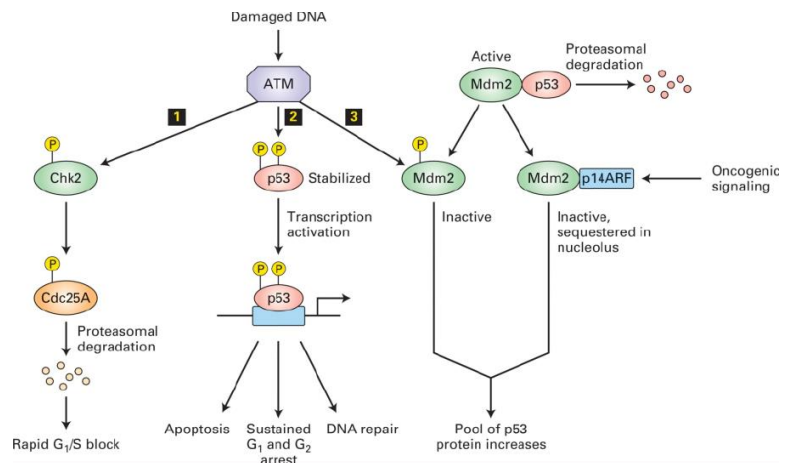 Damaged DNA
ATM
1
2
3
Active
Mdm2 p53
Proteasomal
degradation
P
Chk2
P P
p53 Stabilized
P
Mdm2
Inactive
Mdm2 p14ARF
Inactive,
sequestered in
nucleolus
Oncogenic
signaling
Transcription
activation
P
Cdc25A
P P
p53
Proteasomal
degradation
Rapid G₁/S block
Apoptosis
Sustained
G₁ and G₂
arrest
DNA repair
Pool of p53
protein increases